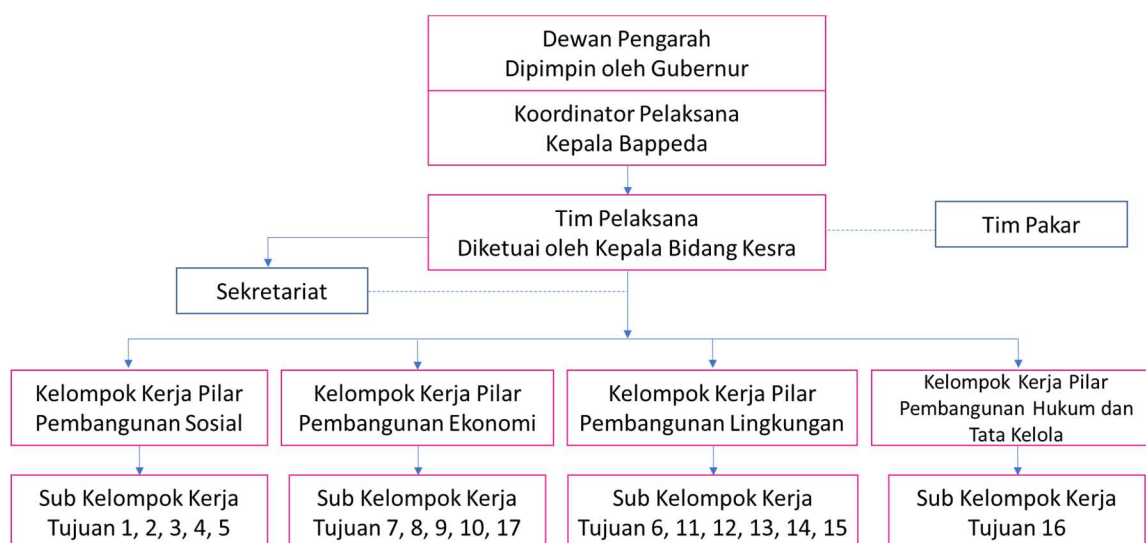 Dewan Pengarah
Dipimpin oleh Gubernur
Koordinator Pelaksana
Kepala Bappeda
Tim Pelaksana
Diketuai oleh Kepala Bidang Kesra
Tim Pakar
Sekretariat
Kelompok Kerja Pilar
Pembangunan Sosial
Kelompok Kerja Pilar
Pembangunan Ekonomi
Kelompok Kerja Pilar
Pembangunan Lingkungan
Kelompok Kerja Pilar
Pembangunan Hukum dan
Tata Kelola
Sub Kelompok Kerja
Tujuan 1, 2, 3, 4, 5
Sub Kelompok Kerja
Tujuan 7, 8, 9, 10, 17
Sub Kelompok Kerja
Tujuan 6, 11, 12, 13, 14, 15
Sub Kelompok Kerja
Tujuan 16